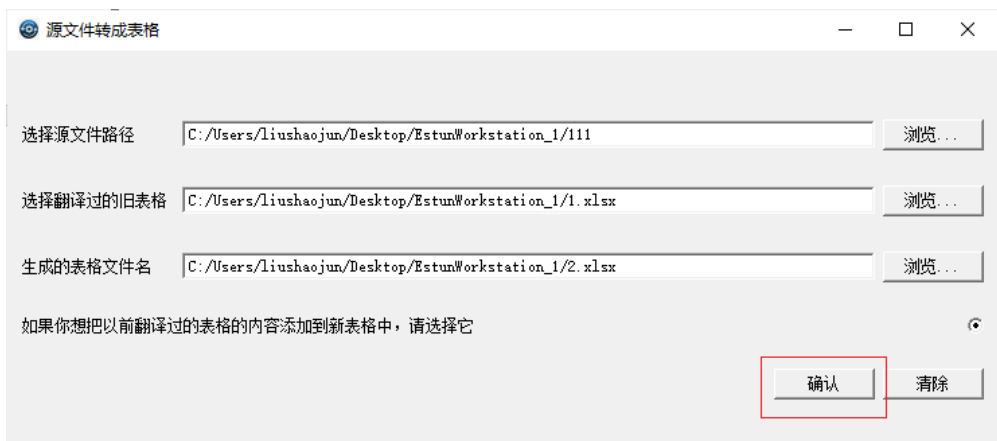 源文件转成表格
选择源文件路径 C:/Users/liushaojun/Desktop/EstunWorkstation_1/111 浏览...
选择翻译过的旧表格 C:/Users/liushaojun/Desktop/EstunWorkstation_1/1.xlsx 浏览...
生成的表格文件名 C:/Users/liushaojun/Desktop/EstunWorkstation_1/2.xlsx 浏览...
如果你想把以前翻译过的表格的内容添加到新表格中，请选择它
确认 清除